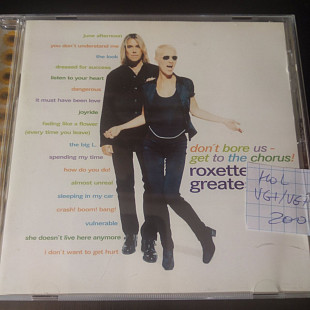 june afternoon
you don't understand me
the look
dressed for success
listen to your heart
dangerous
it must have been love
joyride
fading like a flower
(every time you leave)
the big l.
spending my time
how do you do!
almost unreal
sleeping in my car
crash! boom! bang!
vulnerable
she doesn't live here anymore
i don't want to get hurt
don't bore us -
get to the chorus!
roxette
greate
HOL
VG+/VG+
200